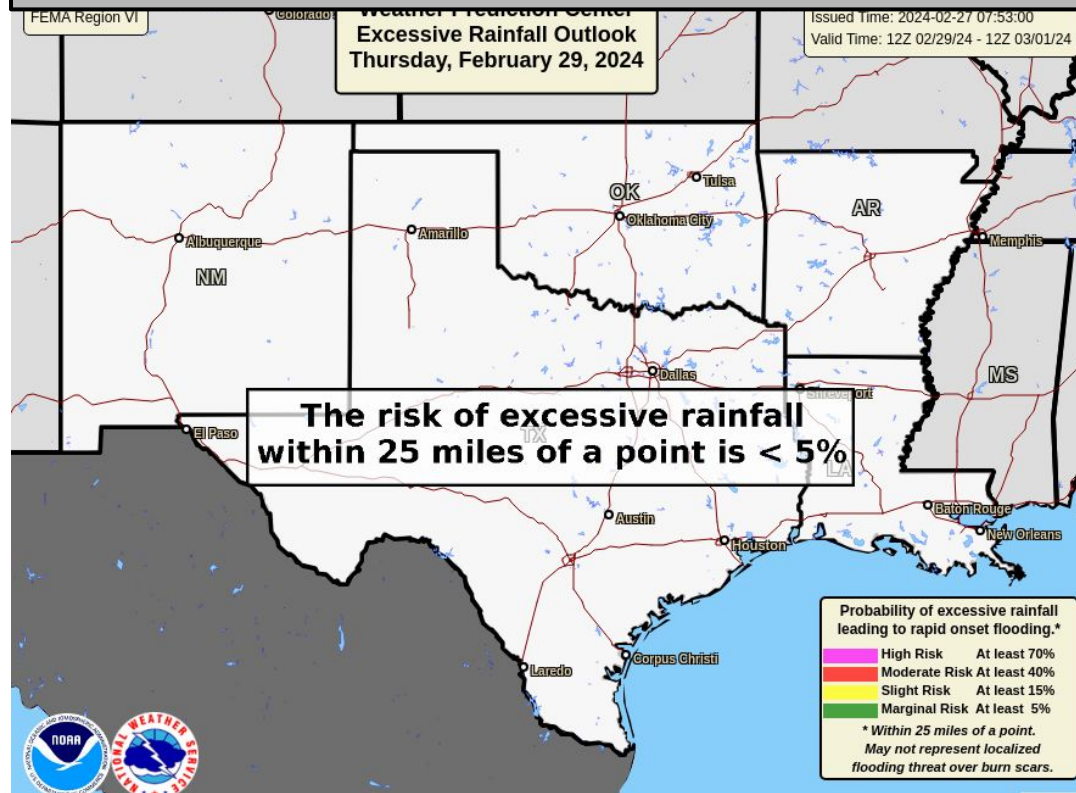 FEMA Region VI
Weather Prediction Center
Excessive Rainfall Outlook
Thursday, February 29, 2024
Issued Time: 2024-02-27 07:53:00
Valid Time: 12Z 02/29/24 - 12Z 03/01/24
Colorado
OK
Tulsa
Oklahoma City
AR
Memphis
Albuquerque
Amarillo
NM
Dallas
MS
Shreveport
The risk of excessive rainfall
within 25 miles of a point is < 5%
El Paso
TX
LA
Austin
Baton Rouge
Houston
New Orleans
Laredo
Corpus Christi
Probability of excessive rainfall
leading to rapid onset flooding.*
High Risk At least 70%
Moderate Risk At least 40%
Slight Risk At least 15%
Marginal Risk At least 5%
* Within 25 miles of a point.
May not represent localized
flooding threat over burn scars.
NOAA
NATIONAL WEATHER SERVICE